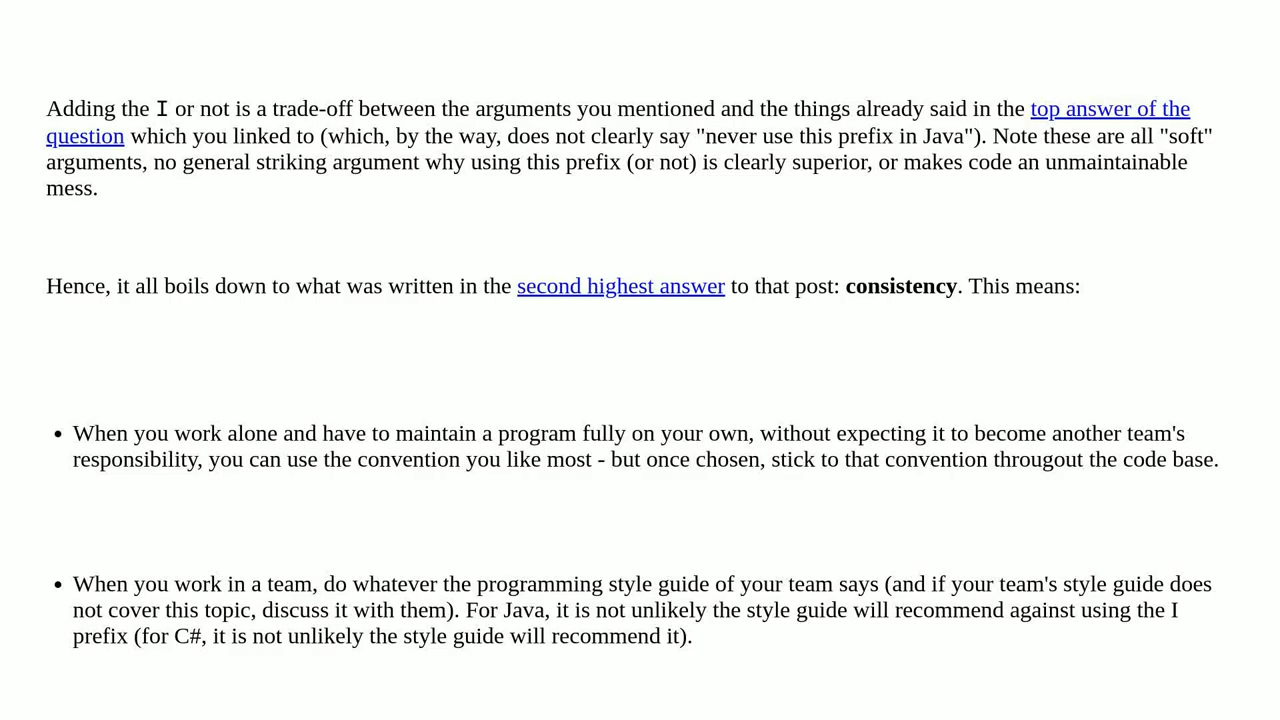 Adding the I or not is a trade-off between the arguments you mentioned and the things already said in the top answer of the
question which you linked to (which, by the way, does not clearly say "never use this prefix in Java"). Note these are all "soft"
arguments, no general striking argument why using this prefix (or not) is clearly superior, or makes code an unmaintainable
mess.
Hence, it all boils down to what was written in the second highest answer to that post: consistency. This means:
• When you work alone and have to maintain a program fully on your own, without expecting it to become another team's
responsibility, you can use the convention you like most - but once chosen, stick to that convention througout the code base.
• When you work in a team, do whatever the programming style guide of your team says (and if your team's style guide does
not cover this topic, discuss it with them). For Java, it is not unlikely the style guide will recommend against using the I
prefix (for C#, it is not unlikely the style guide will recommend it).